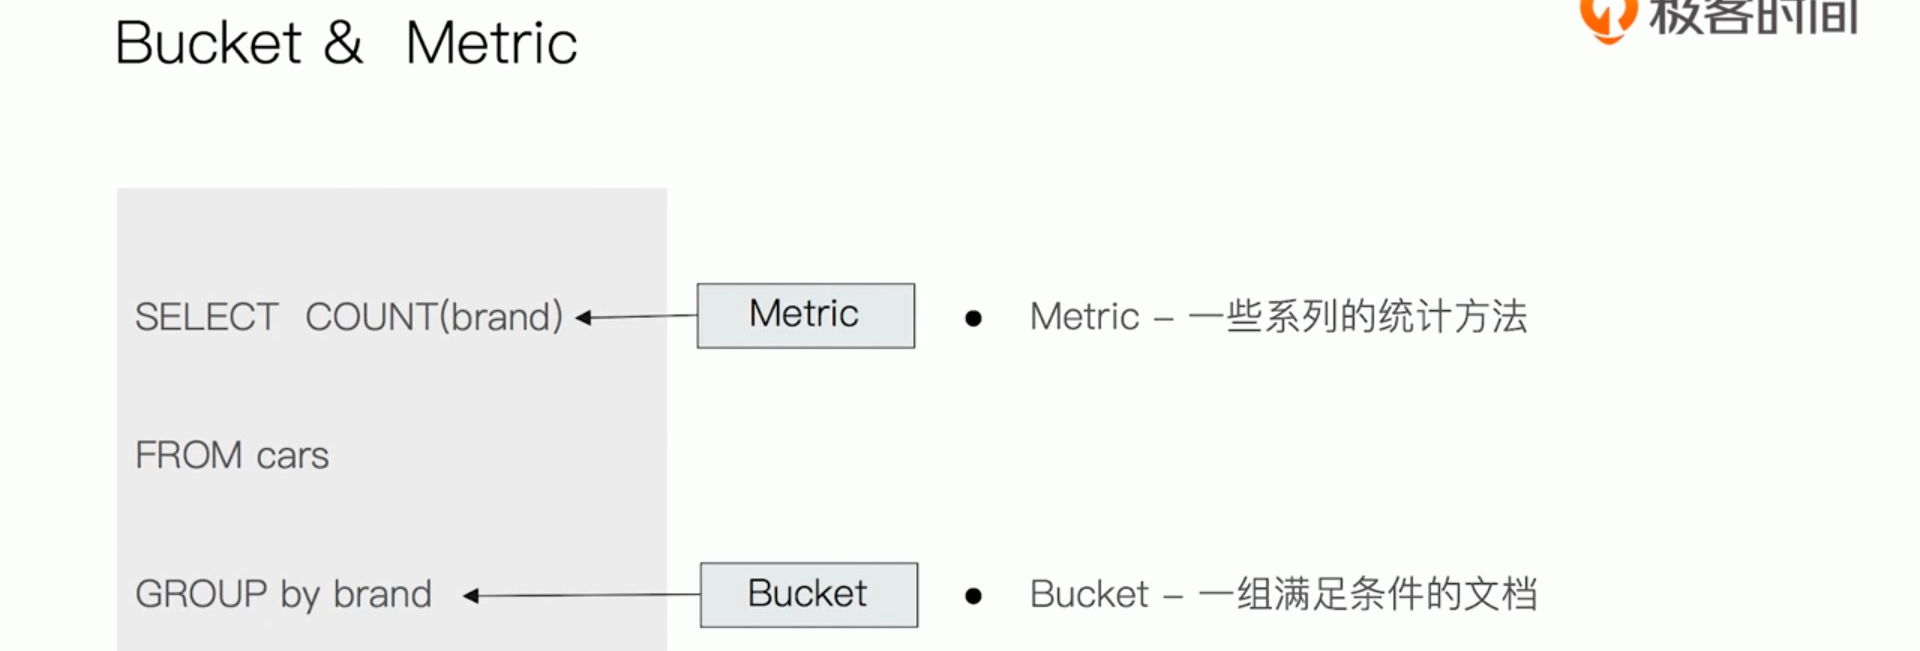 Bucket & Metric
极客时间
SELECT COUNT(brand)
Metric
Metric – 一些系列的统计方法
FROM cars
GROUP by brand
Bucket
Bucket – 一组满足条件的文档